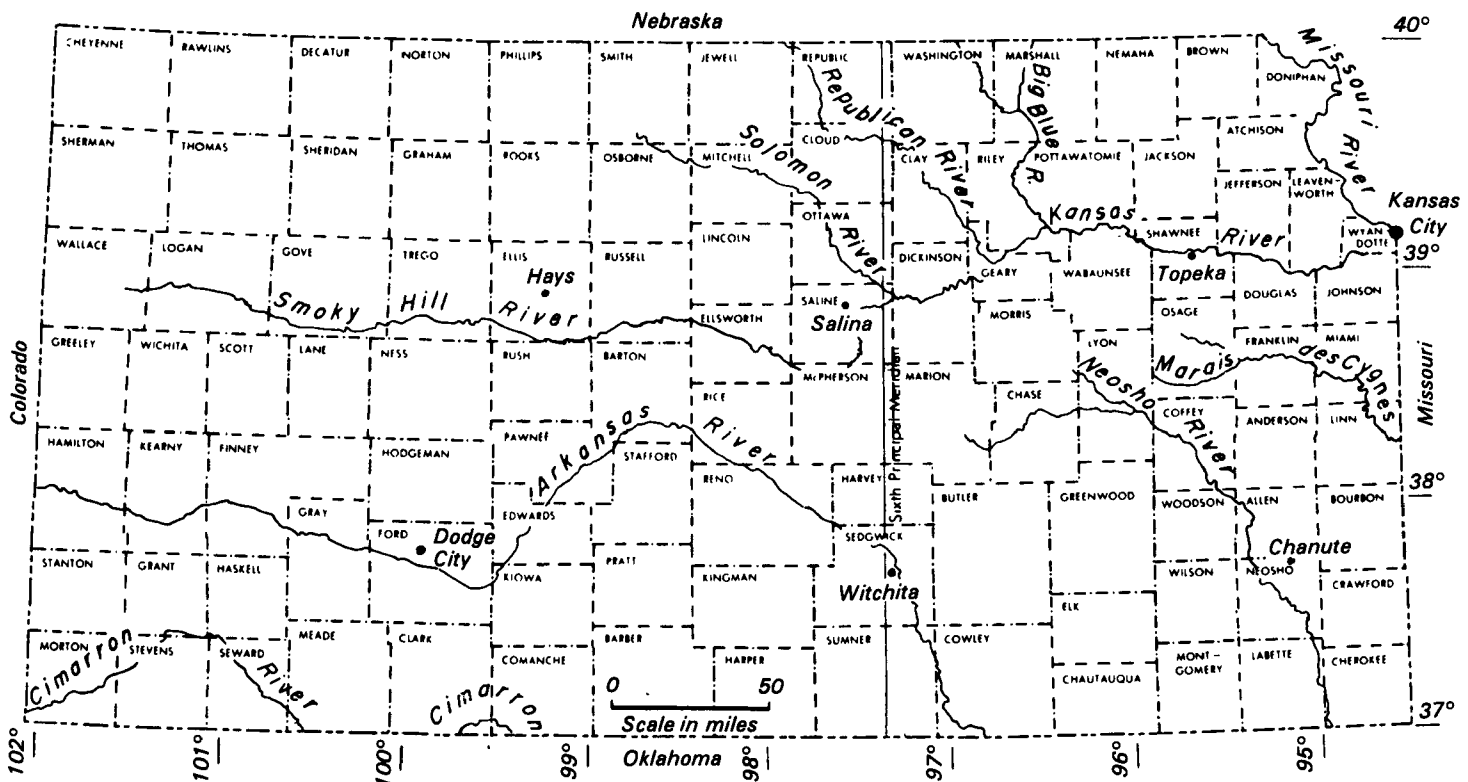 Nebraska
40°
CHEYENNE
RAWLINS
DECATUR
NORTON
PHILLIPS
SMITH
JEWELL
REPUBLIC
WASHINGTON
MARSHALL
NEMAHA
BROWN
DONIPHAN
Missouri River
Republican River
Big Blue R.
SHERMAN
THOMAS
SHERIDAN
GRAHAM
ROOKS
OSBORNE
MITCHELL
Solomon River
CLOUD
CLAY
RILEY
POTTAWATOMIE
JACKSON
ATCHISON
JEFFERSON
LEAVEN-
WORTH
Kansas
City
WYAN
DOTTE
39°
WALLACE
LOGAN
GOVE
TREGO
ELLIS
Hays
RUSSELL
LINCOLN
OTTAWA
DICKINSON
GEARY
WABAUNSEE
Kansas River
SHAWNEE
Topeka
DOUGLAS
JOHNSON
Smoky Hill River
ELLSWORTH
SALINE
Salina
MORRIS
OSAGE
LYON
FRANKLIN
MIAMI
Marais des Cygnes
Colorado
GREELEY
WICHITA
SCOTT
LANE
NESS
RUSH
BARTON
RICE
McPHERSON
MARION
CHASE
Neosho River
COFFEY
ANDERSON
LINN
Missouri
Sixth Principal Meridian
HAMILTON
KEARNY
FINNEY
HODGEMAN
PAWNEE
STAFFORD
Arkansas River
RENO
HARVEY
BUTLER
GREENWOOD
WOODSON
ALLEN
BOURBON
38°
GRAY
FORD
Dodge
City
EDWARDS
PRATT
KIOWA
KINGMAN
SEDGWICK
Witchita
Chanute
WILSON
NEOSHO
CRAWFORD
STANTON
GRANT
HASKELL
MEADE
CLARK
COMANCHE
BARBER
HARPER
SUMNER
COWLEY
ELK
CHAUTAUQUA
MONT-
GOMERY
LABETTE
CHEROKEE
MORTON
STEVENS
SEWARD
Cimarron River
Cimarron
0 50
Scale in miles
37°
Oklahoma
102° 101° 100° 99° 98° 97° 96° 95°